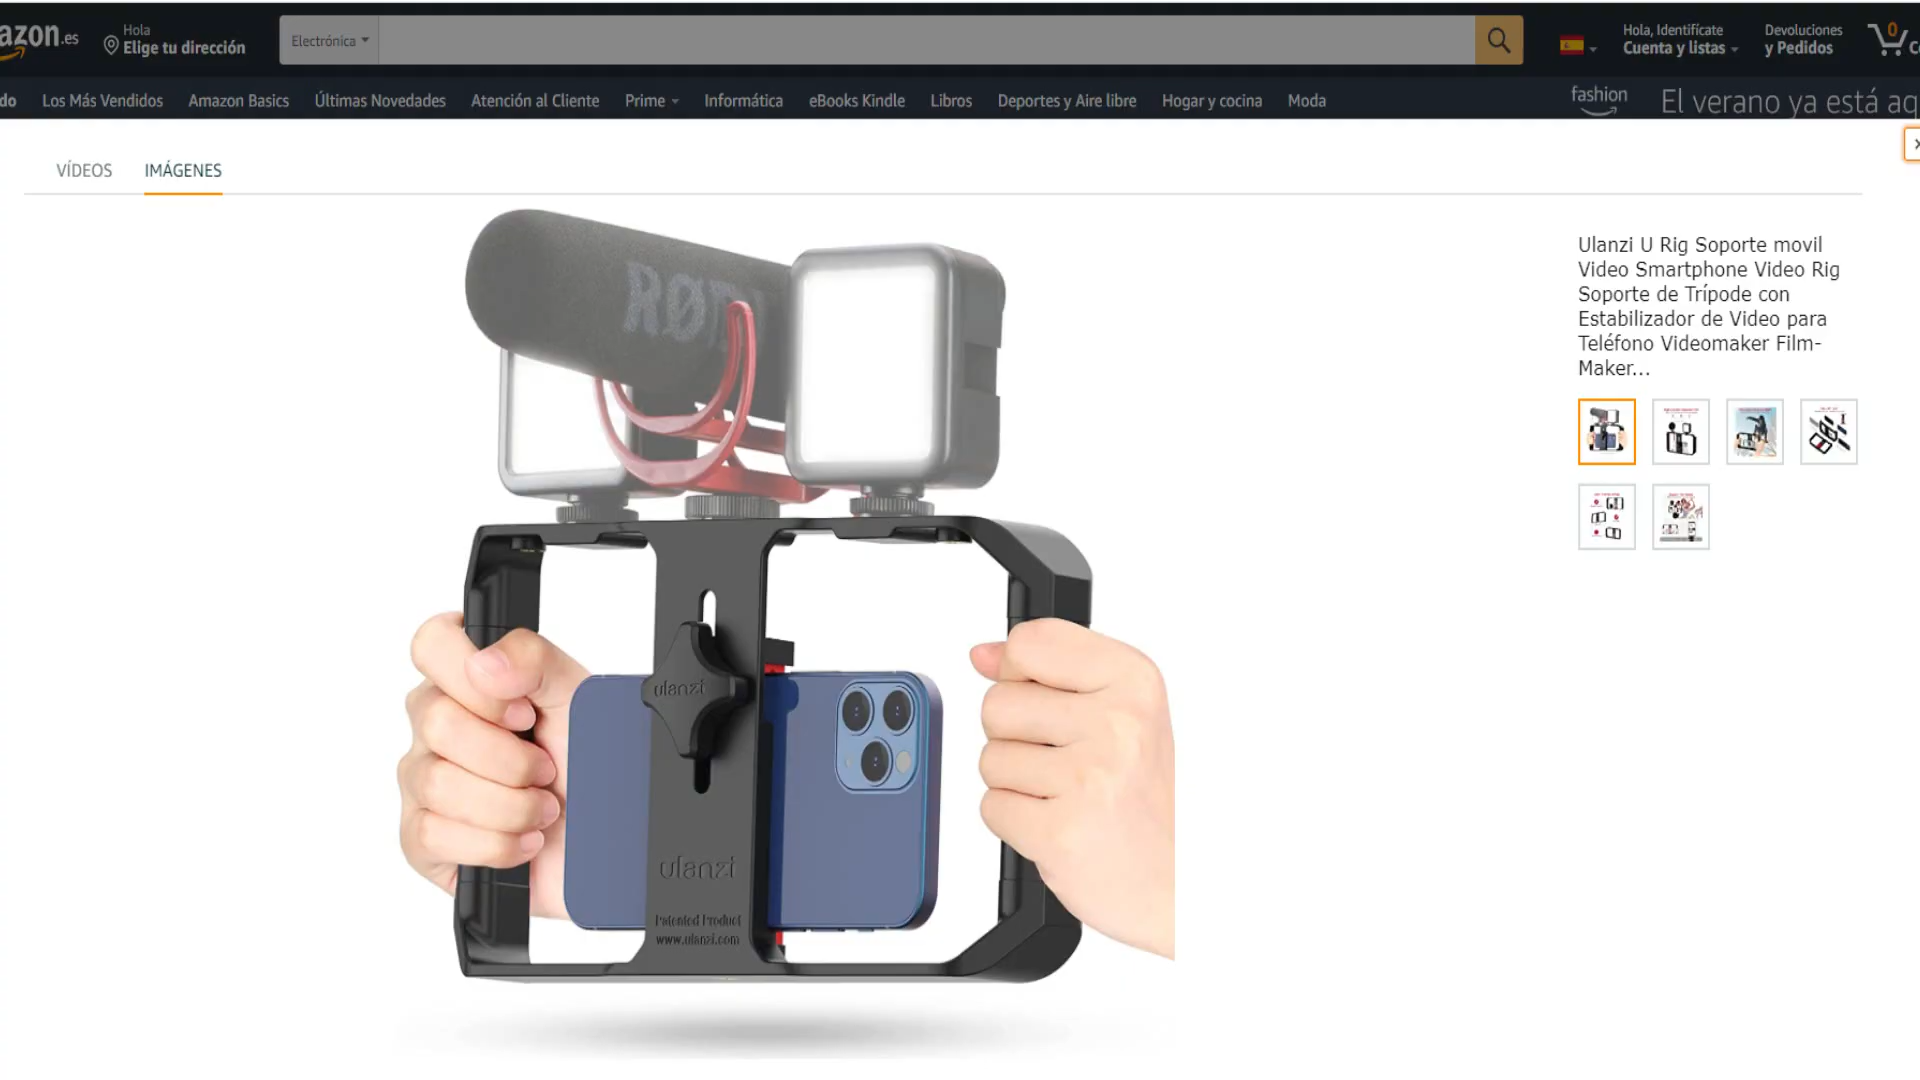 azon.es
Hola
Elige tu dirección
Electrónica
Hola, Identifícate
Cuenta y listas
Devoluciones
y Pedidos
0
do
Los Más Vendidos
Amazon Basics
Últimas Novedades
Atención al Cliente
Prime
Informática
eBooks Kindle
Libros
Deportes y Aire libre
Hogar y cocina
Moda
fashion
El verano ya está aq
VÍDEOS
IMÁGENES
RØD
ulanzi
ulanzi
Patented Product
www.ulanzi.com
Ulanzi U Rig Soporte movil
Video Smartphone Video Rig
Soporte de Trípode con
Estabilizador de Video para
Teléfono Videomaker Film-
Maker...